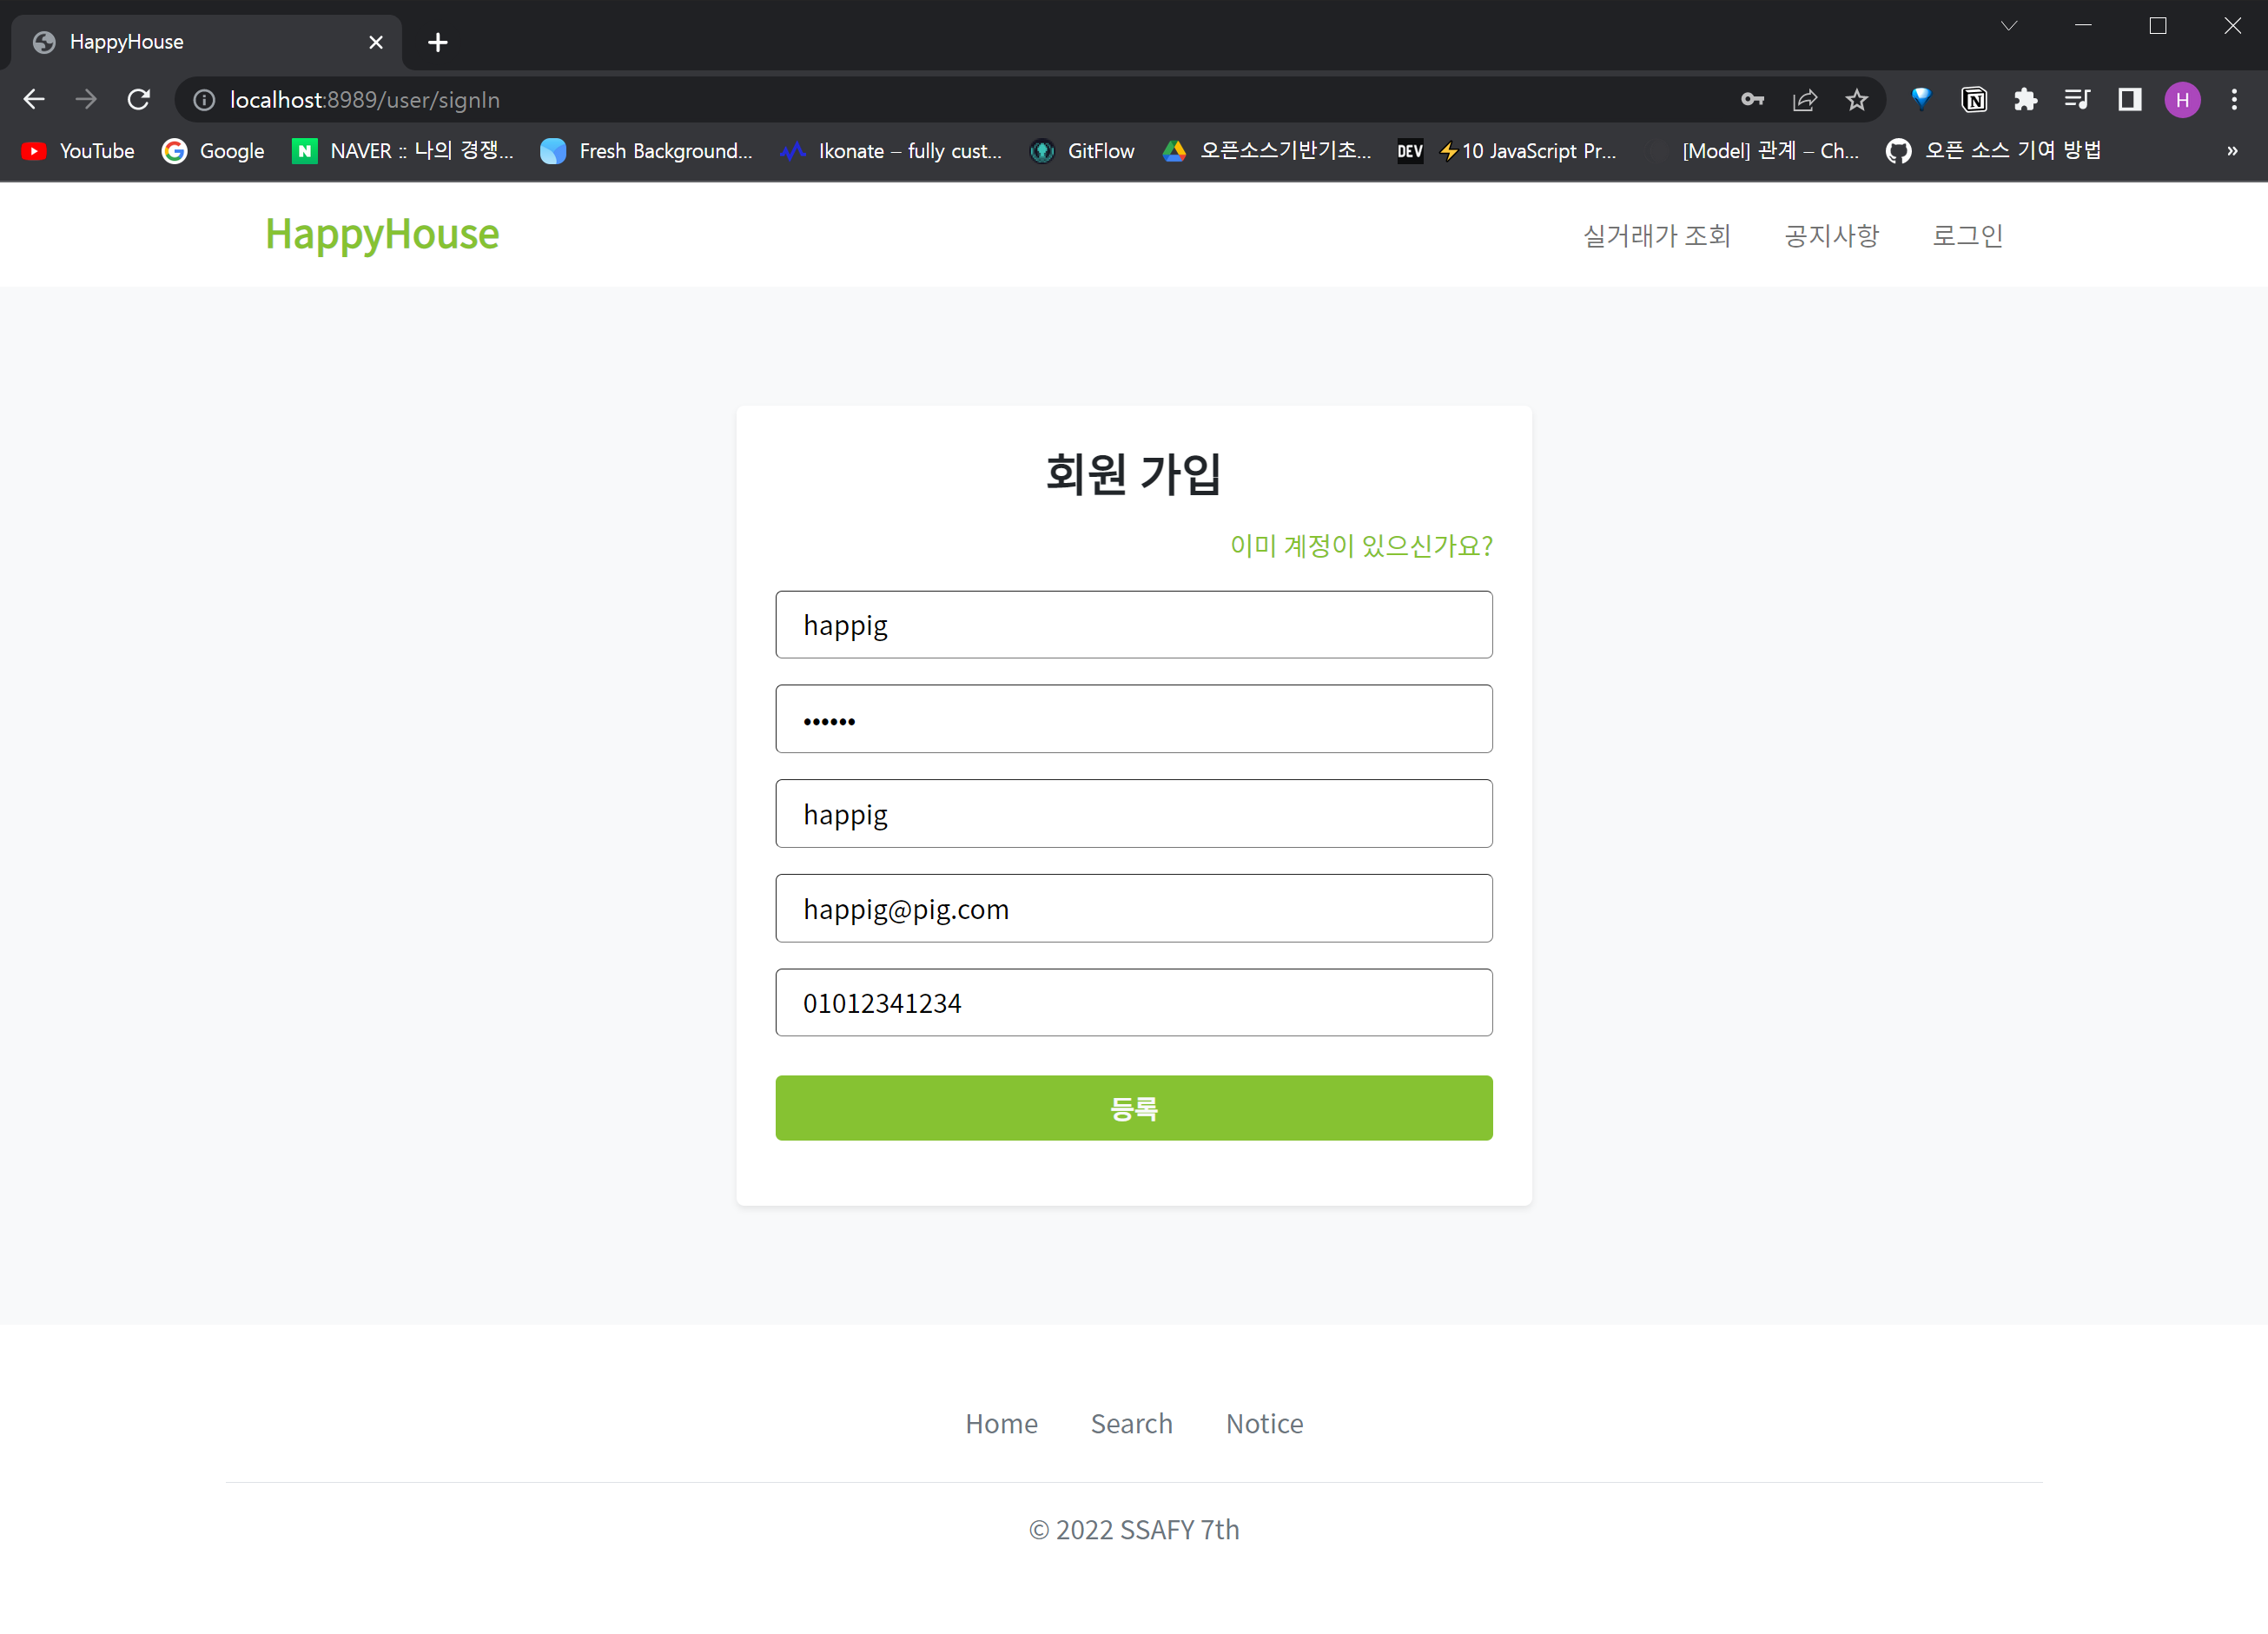 HappyHouse
localhost:8989/user/signIn
H
YouTube Google NAVER :: 나의 경쟁... Fresh Background... Ikonate – fully cust... GitFlow 오픈소스기반기초... DEV ⚡10 JavaScript Pr... [Model] 관계 – Ch... 오픈 소스 기여 방법 »
HappyHouse 실거래가 조회 공지사항 로그인
회원 가입
이미 계정이 있으신가요?
happig
••••••
happig
happig@pig.com
01012341234
등록
Home Search Notice
© 2022 SSAFY 7th